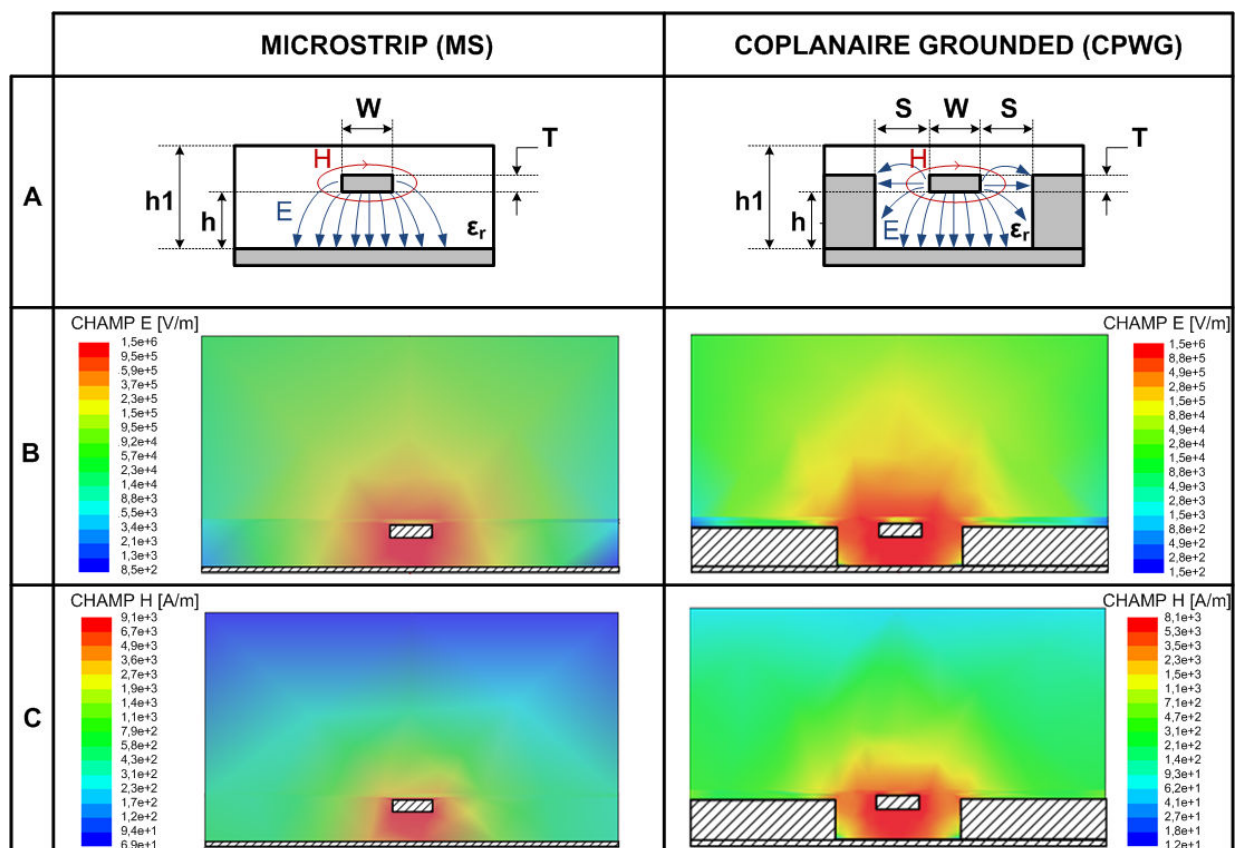 MICROSTRIP (MS)
COPLANAIRE GROUNDED (CPWG)
A
W
T
H
h1
h
E
εr
S W S
T
H
h1
h
E
εr
B
CHAMP E [V/m]
1,5e+6
9,5e+5
5,9e+5
3,7e+5
2,3e+5
1,5e+5
9,5e+5
9,2e+4
5,7e+4
2,3e+4
1,4e+4
8,8e+3
5,5e+3
3,4e+3
2,1e+3
1,3e+3
8,5e+2
CHAMP E [V/m]
1,5e+6
8,8e+5
4,9e+5
2,8e+5
1,5e+5
8,8e+4
4,9e+4
2,8e+4
1,5e+4
8,8e+3
4,9e+3
2,8e+3
1,5e+3
8,8e+2
4,9e+2
2,8e+2
1,5e+2
C
CHAMP H [A/m]
9,1e+3
6,7e+3
4,9e+3
3,6e+3
2,7e+3
1,9e+3
1,4e+3
1,1e+3
7,9e+2
5,8e+2
4,3e+2
3,1e+2
2,3e+2
1,7e+2
1,2e+2
9,4e+1
6,9e+1
CHAMP H [A/m]
8,1e+3
5,3e+3
3,5e+3
2,3e+3
1,5e+3
1,1e+3
7,1e+2
4,7e+2
3,1e+2
2,1e+2
1,4e+2
9,3e+1
6,2e+1
4,1e+1
2,7e+1
1,8e+1
1,2e+1